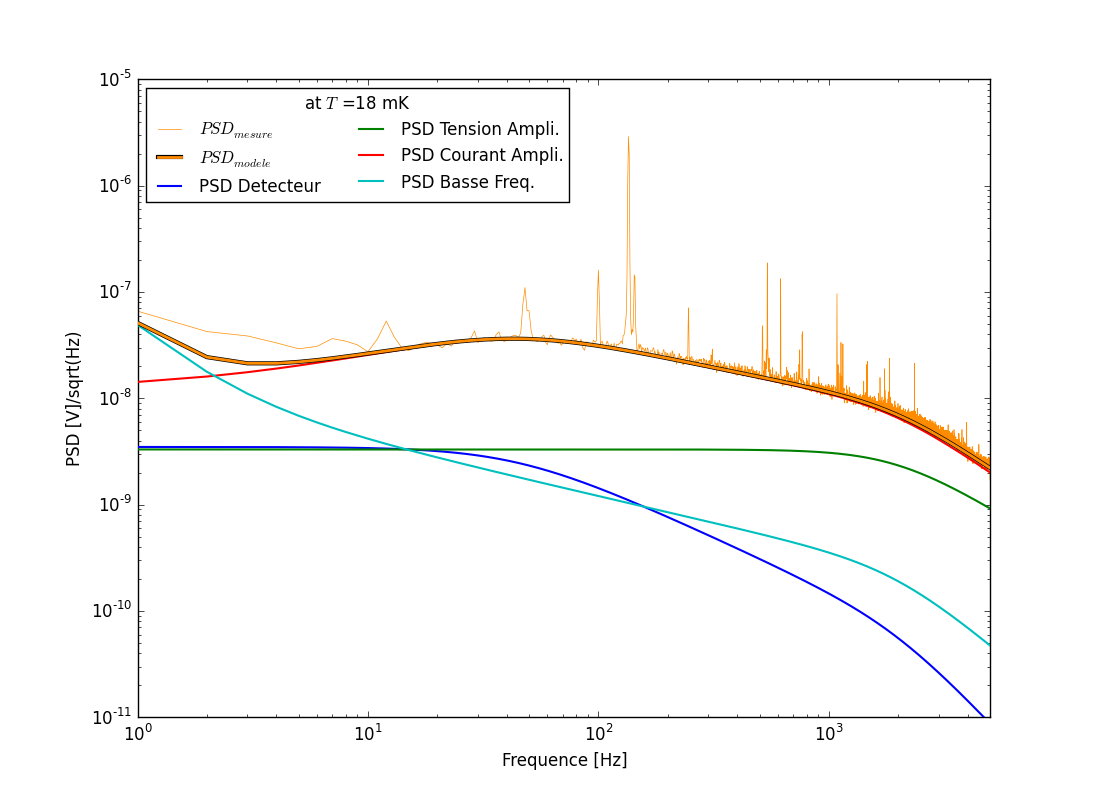 10^-5
at T =18 mK
PSD_mesure
PSD_modele
PSD Detecteur
PSD Tension Ampli.
PSD Courant Ampli.
PSD Basse Freq.
10^-6
10^-7
10^-8
10^-9
10^-10
10^-11
PSD [V]/sqrt(Hz)
10^0 10^1 10^2 10^3
Frequence [Hz]